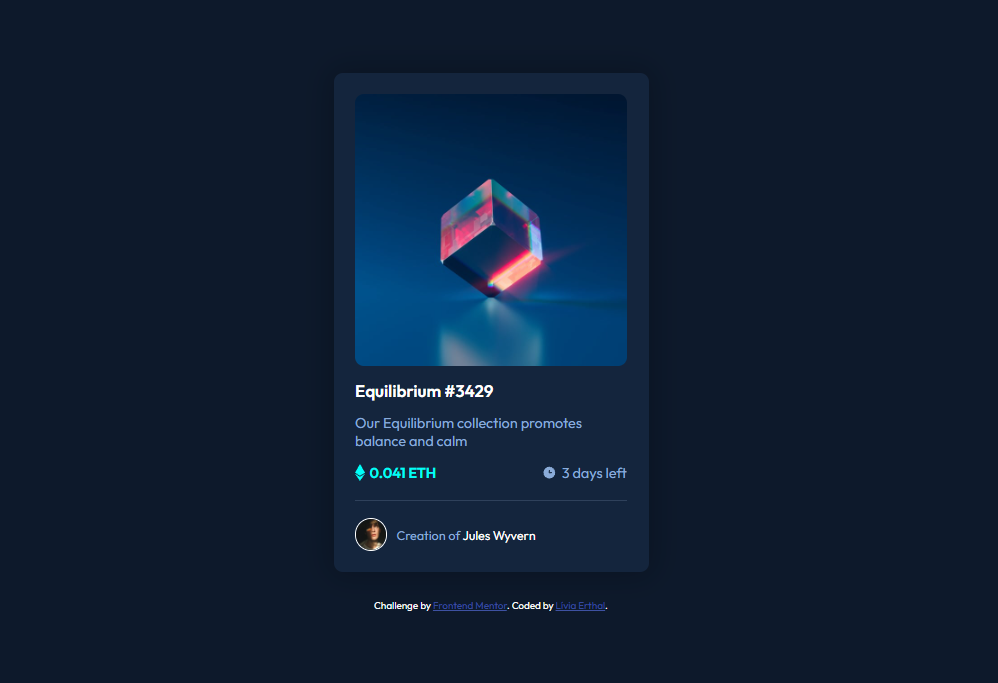 Equilibrium #3429
Our Equilibrium collection promotes
balance and calm
0.041 ETH
3 days left
Creation of Jules Wyvern
Challenge by Frontend Mentor. Coded by Lívia Erthal.